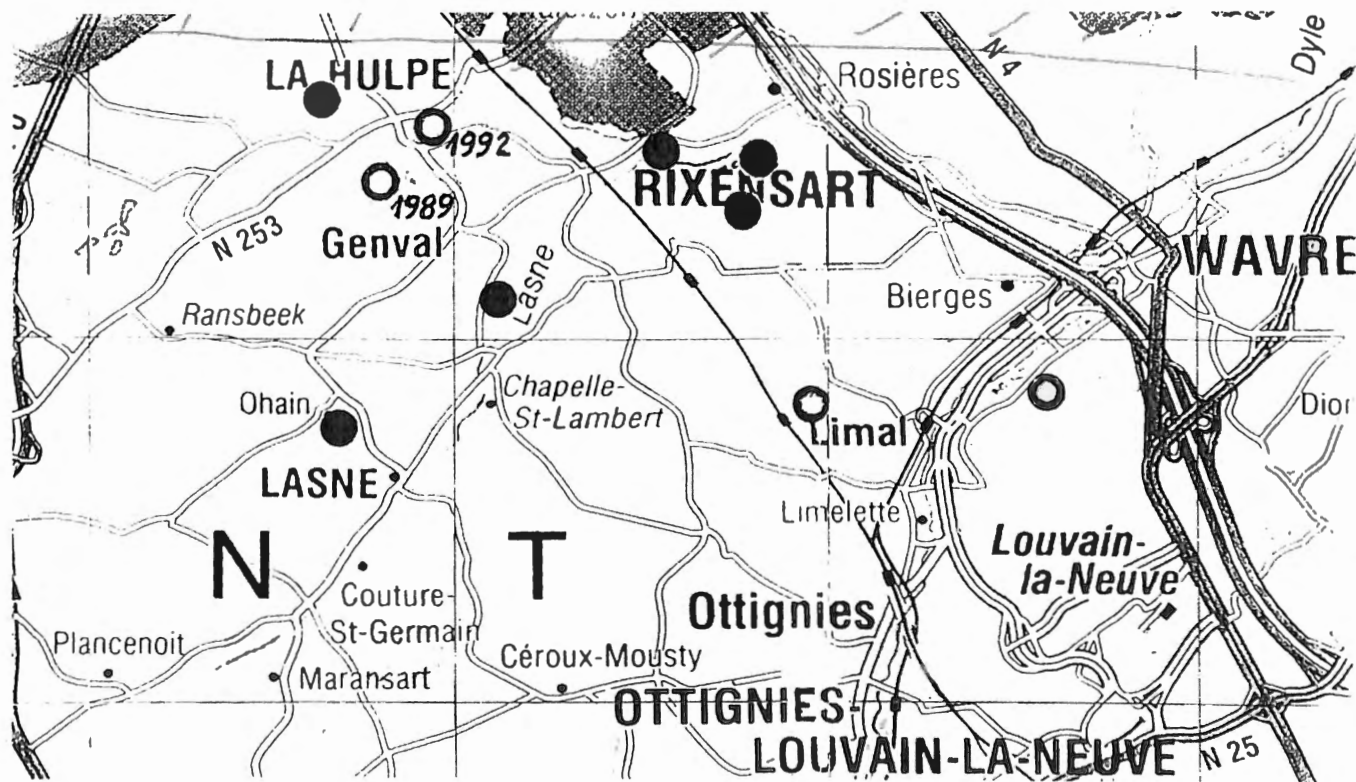 N 4
Dyle
LA HULPE
Rosières
1992
RIXENSART
1989
Genval
N 253
WAVRE
Lasne
Bierges
Ransbeek
Chapelle-
St-Lambert
Ohain
Limal
LASNE
Limelette
Louvain-
la-Neuve
N T
Couture-
St-Germain
Ottignies
Plancenoit
Céroux-Mousty
Maransart
OTTIGNIES-
LOUVAIN-LA-NEUVE
N 25